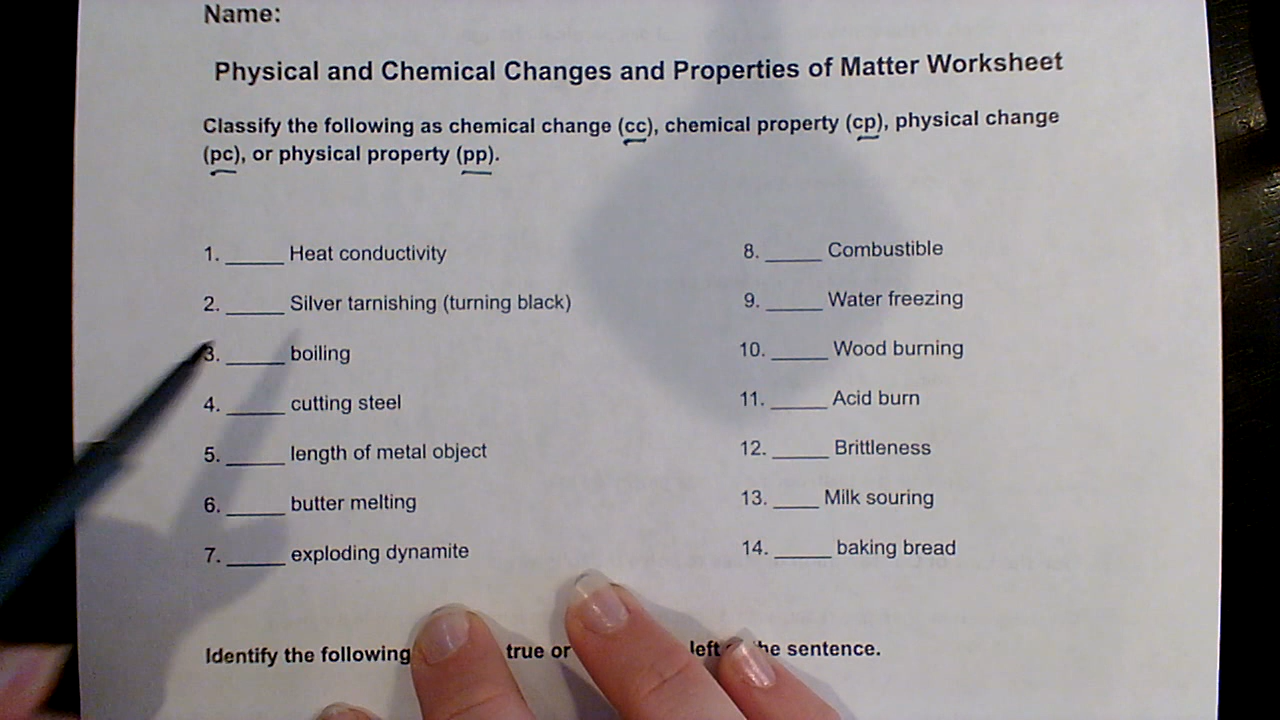 Name:
Physical and Chemical Changes and Properties of Matter Worksheet
Classify the following as chemical change (cc), chemical property (cp), physical change
(pc), or physical property (pp).
1. _____ Heat conductivity
2. _____ Silver tarnishing (turning black)
3. _____ boiling
4. _____ cutting steel
5. _____ length of metal object
6. _____ butter melting
7. _____ exploding dynamite
8. _____ Combustible
9. _____ Water freezing
10. _____ Wood burning
11. _____ Acid burn
12. _____ Brittleness
13. ____ Milk souring
14. _____ baking bread
Identify the following true or left the sentence.